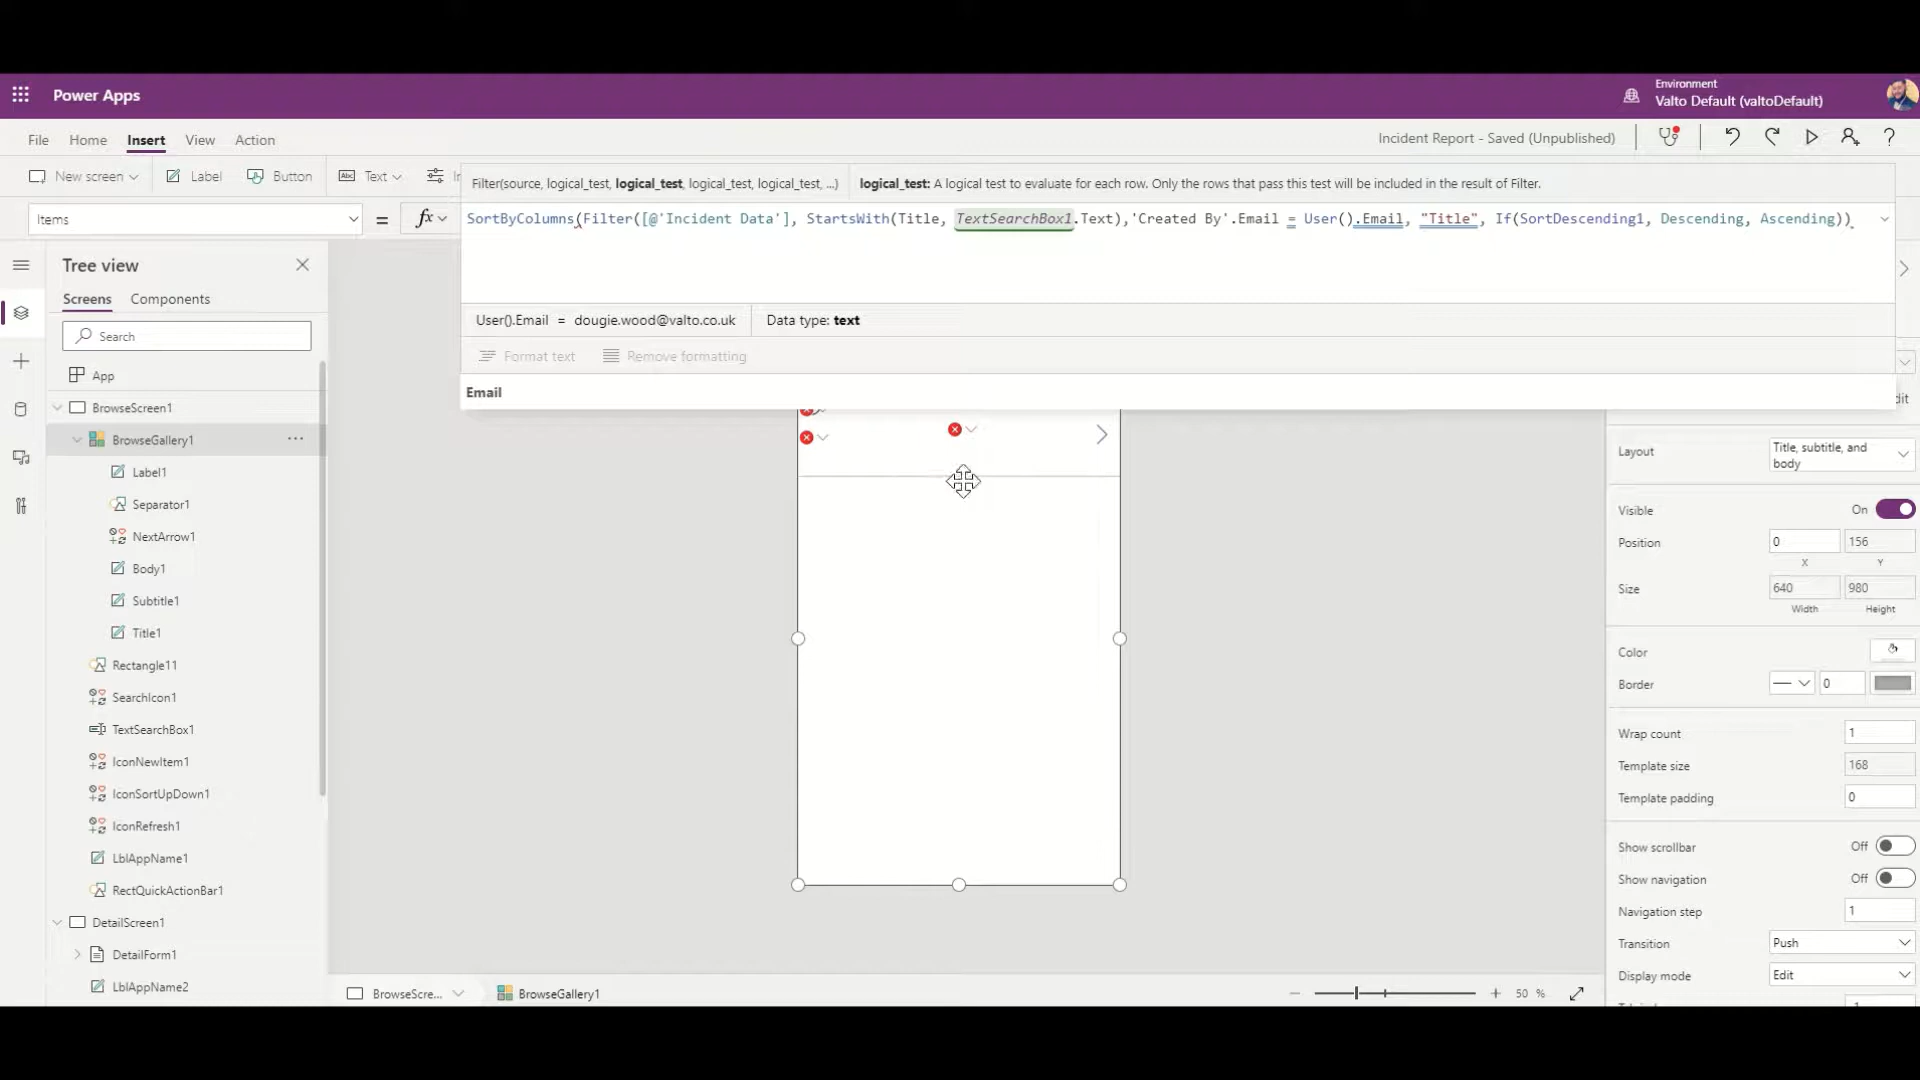 Power Apps
Environment
Valto Default (valtoDefault)
File Home Insert View Action
Incident Report - Saved (Unpublished)
New screen Label Button Text
Filter(source, logical_test, logical_test, logical_test, logical_test, ...) logical_test: A logical test to evaluate for each row. Only the rows that pass this test will be included in the result of Filter.
Items = fx SortByColumns(Filter([@'Incident Data'], StartsWith(Title, TextSearchBox1.Text),'Created By'.Email = User().Email, "Title", If(SortDescending1, Descending, Ascending))
Tree view
Screens Components
Search
User().Email = dougie.wood@valto.co.uk Data type: text
Format text Remove formatting
Email
App
BrowseScreen1
BrowseGallery1 ...
Label1
Separator1
NextArrow1
Body1
Subtitle1
Title1
Rectangle11
SearchIcon1
TextSearchBox1
IconNewItem1
IconSortUpDown1
IconRefresh1
LblAppName1
RectQuickActionBar1
DetailScreen1
DetailForm1
LblAppName2
Layout Title, subtitle, and body
Visible On
Position 0 156
X Y
Size 640 980
Width Height
Color
Border 0
Wrap count 1
Template size 168
Template padding 0
Show scrollbar Off
Show navigation Off
Navigation step 1
Transition Push
Display mode Edit
BrowseScre... BrowseGallery1
50 %